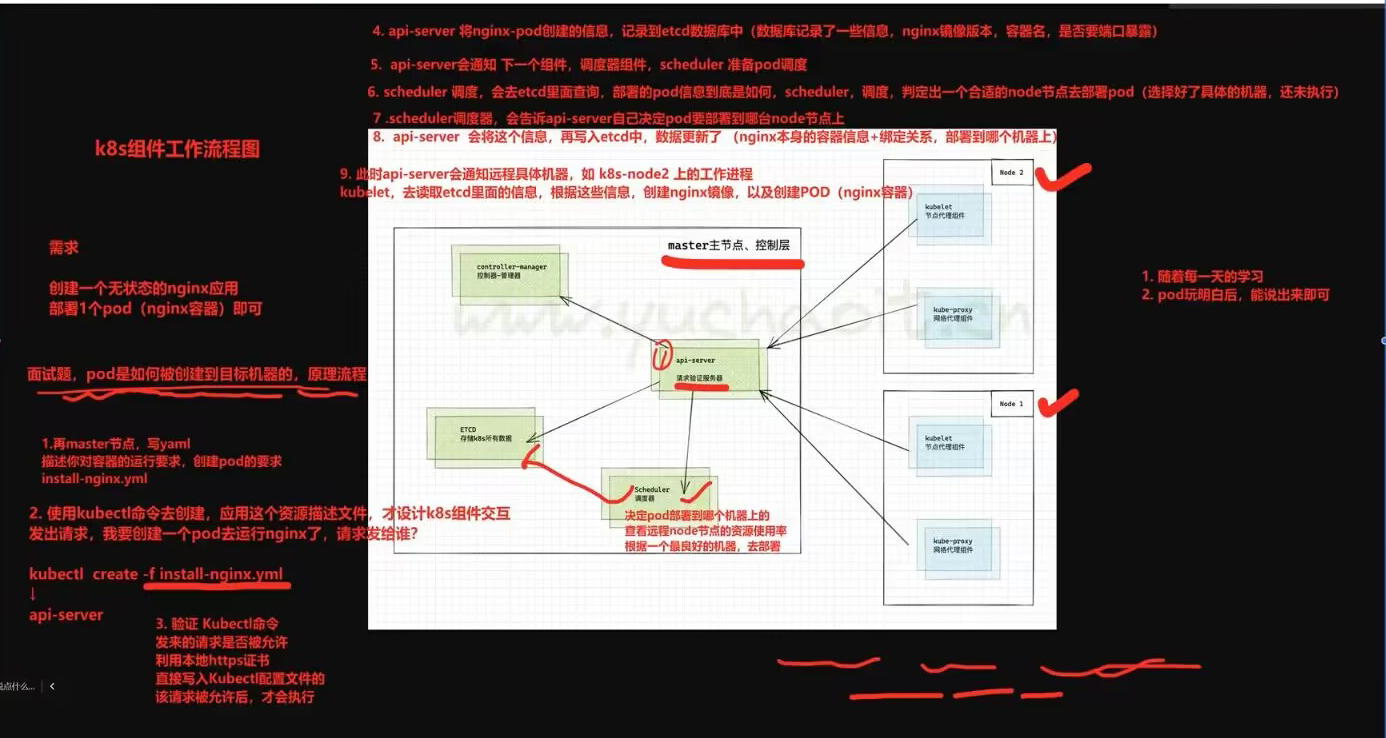 4. api-server 将nginx-pod创建的信息，记录到etcd数据库中（数据库记录了一些信息，nginx镜像版本，容器名，是否要端口暴露）
5. api-server会通知 下一个组件，调度器组件，scheduler 准备pod调度
6. scheduler 调度，会去etcd里面查询，部署的pod信息到底是如何，scheduler，调度，判定出一个合适的node节点去部署pod（选择好了具体的机器，还未执行）
7 .scheduler调度器，会告诉api-server自己决定pod要部署到哪台node节点上
8. api-server 会将这个信息，再写入etcd中，数据更新了 （nginx本身的容器信息+绑定关系，部署到哪个机器上）
k8s组件工作流程图
9. 此时api-server会通知远程具体机器，如 k8s-node2 上的工作进程
kubelet，去读取etcd里面的信息，根据这些信息，创建nginx镜像，以及创建POD（nginx容器）
Node 2
kubelet
节点代理组件
需求
master主节点、控制层
controller-manager
控制器-管理器
创建一个无状态的nginx应用
部署1个pod（nginx容器）即可
1. 随着每一天的学习
2. pod玩明白后，能说出来即可
kube-proxy
网络代理组件
www.yuchaoit.cn
api-server
请求验证服务器
面试题，pod是如何被创建到目标机器的，原理流程
Node 1
kubelet
节点代理组件
ETCD
存储k8s所有数据
1.再master节点，写yaml
描述你对容器的运行要求，创建pod的要求
install-nginx.yml
Scheduler
调度器
2. 使用kubectl命令去创建，应用这个资源描述文件，才设计k8s组件交互
发出请求，我要创建一个pod去运行nginx了，请求发给谁？
决定pod部署到哪个机器上的
查看远程node节点的资源使用率
根据一个最良好的机器，去部署
kube-proxy
网络代理组件
kubectl create -f install-nginx.yml
↓
api-server
3. 验证 Kubectl命令
发来的请求是否被允许
利用本地https证书
直接写入Kubectl配置文件的
该请求被允许后，才会执行
说点什么...